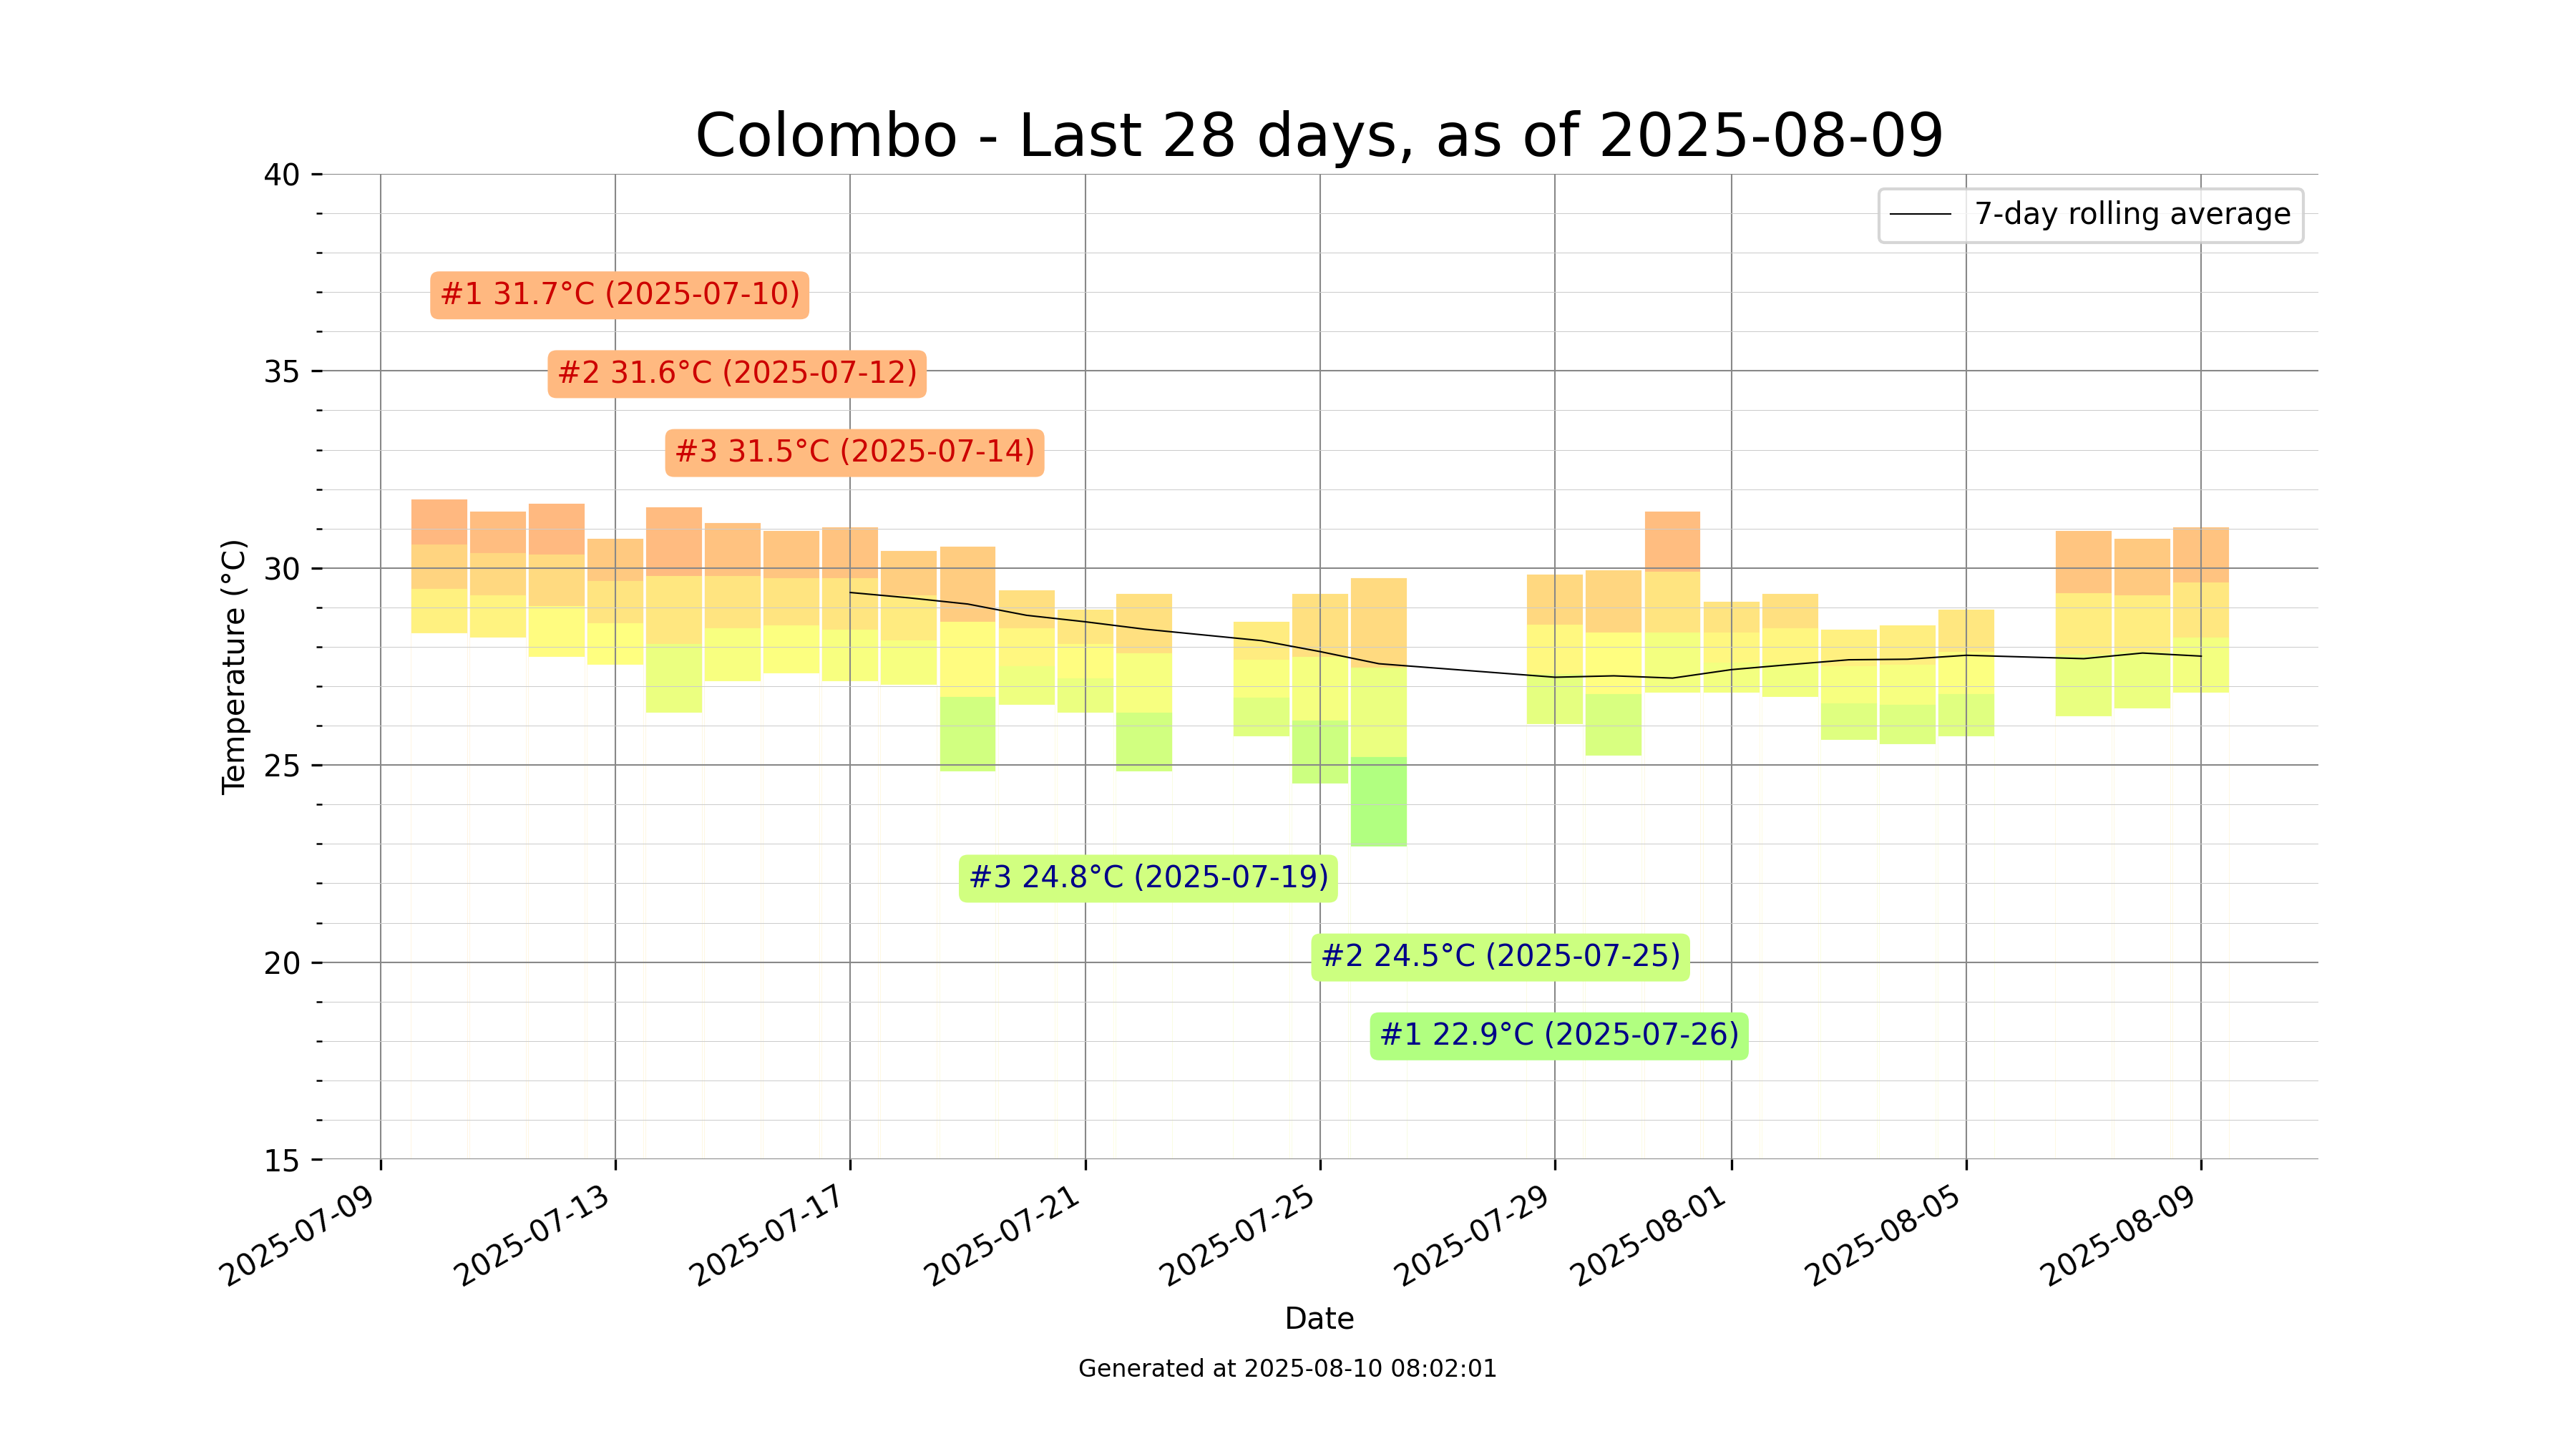 Colombo - Last 28 days, as of 2025-08-09
7-day rolling average
40
35
30
25
20
15
Temperature (°C)
#1 31.7°C (2025-07-10)
#2 31.6°C (2025-07-12)
#3 31.5°C (2025-07-14)
#3 24.8°C (2025-07-19)
#2 24.5°C (2025-07-25)
#1 22.9°C (2025-07-26)
2025-07-09
2025-07-13
2025-07-17
2025-07-21
2025-07-25
2025-07-29
2025-08-01
2025-08-05
2025-08-09
Date
Generated at 2025-08-10 08:02:01